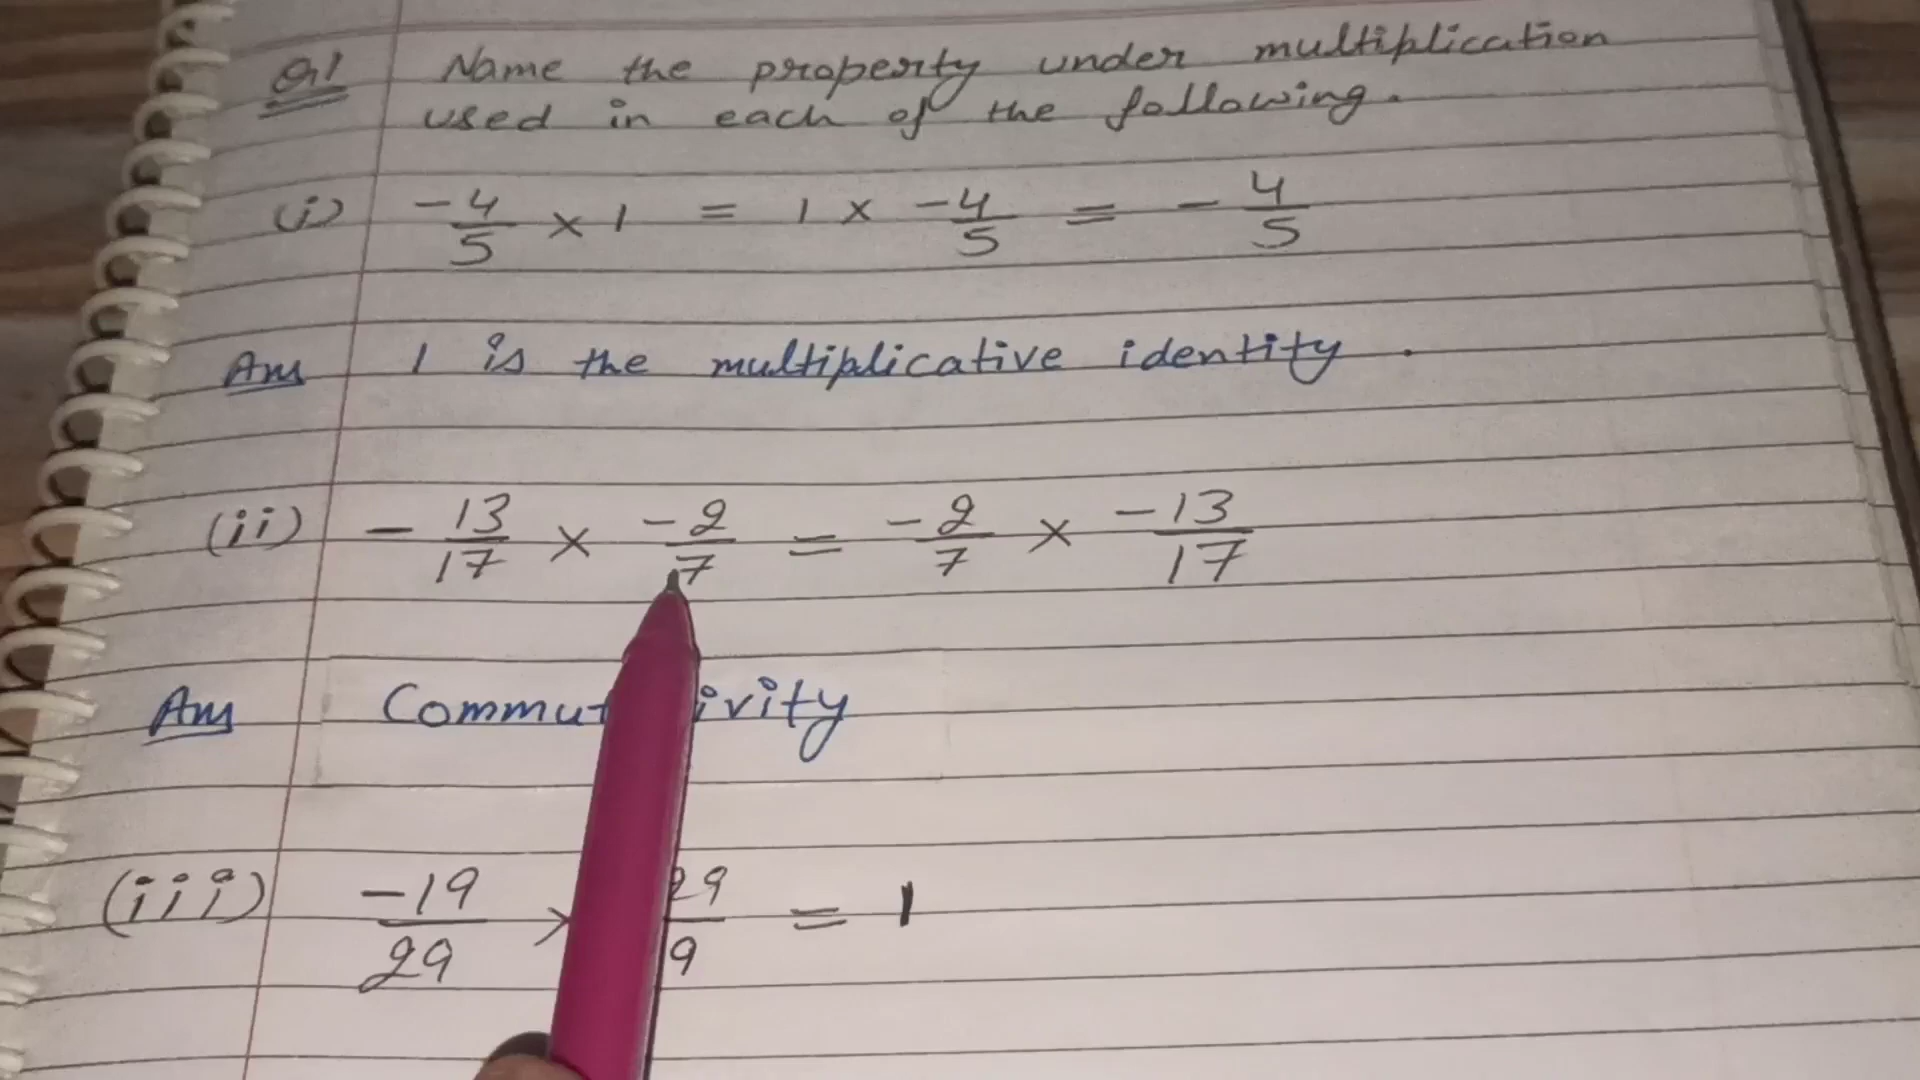 Q1 Name the property under multiplication
used in each of the following.
(i) -4/5 × 1 = 1 × -4/5 = -4/5
Ans 1 is the multiplicative identity.
(ii) -13/17 × -2/7 = -2/7 × -13/17
Ans
(iii) -19/29 × = 1